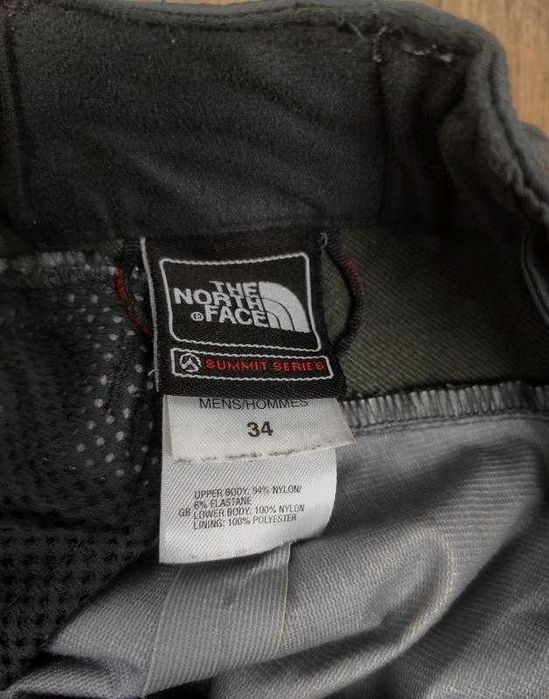 THE
NORTH
FACE
®
SUMMIT SERIES
MENS/HOMMES
34
UPPER BODY: 94% NYLON/
6% ELASTANE
GB LOWER BODY: 100% NYLON
LINING: 100% POLYESTER